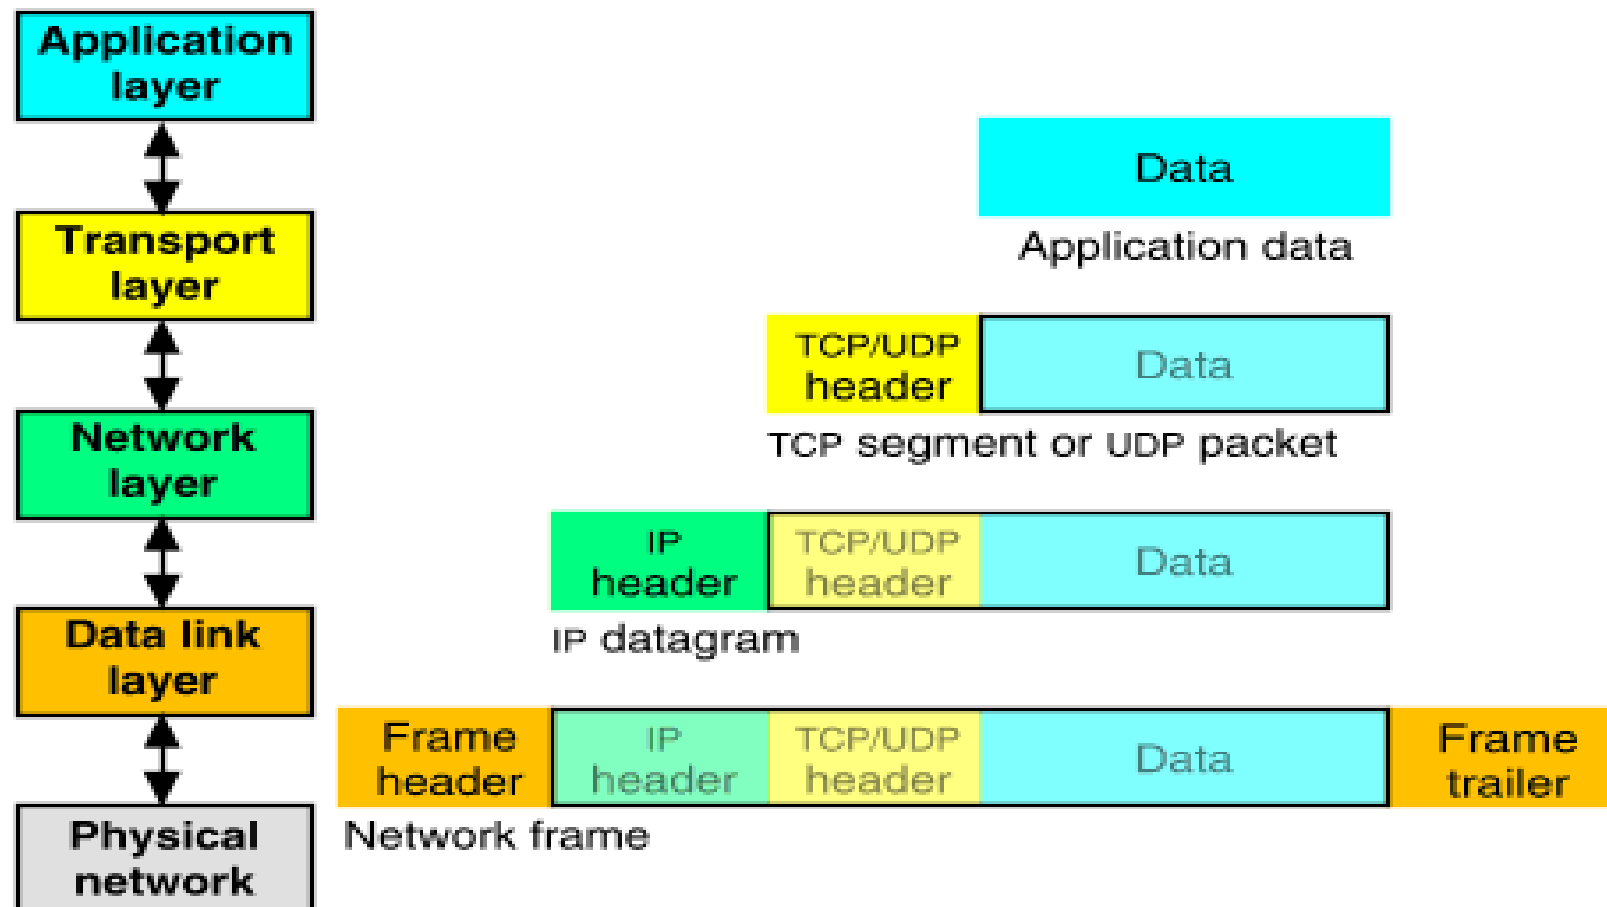 Application
layer
Data
Application data
Transport
layer
TCP/UDP
header
Data
TCP segment or UDP packet
Network
layer
IP
header
TCP/UDP
header
Data
IP datagram
Data link
layer
Frame
header
IP
header
TCP/UDP
header
Data
Frame
trailer
Network frame
Physical
network